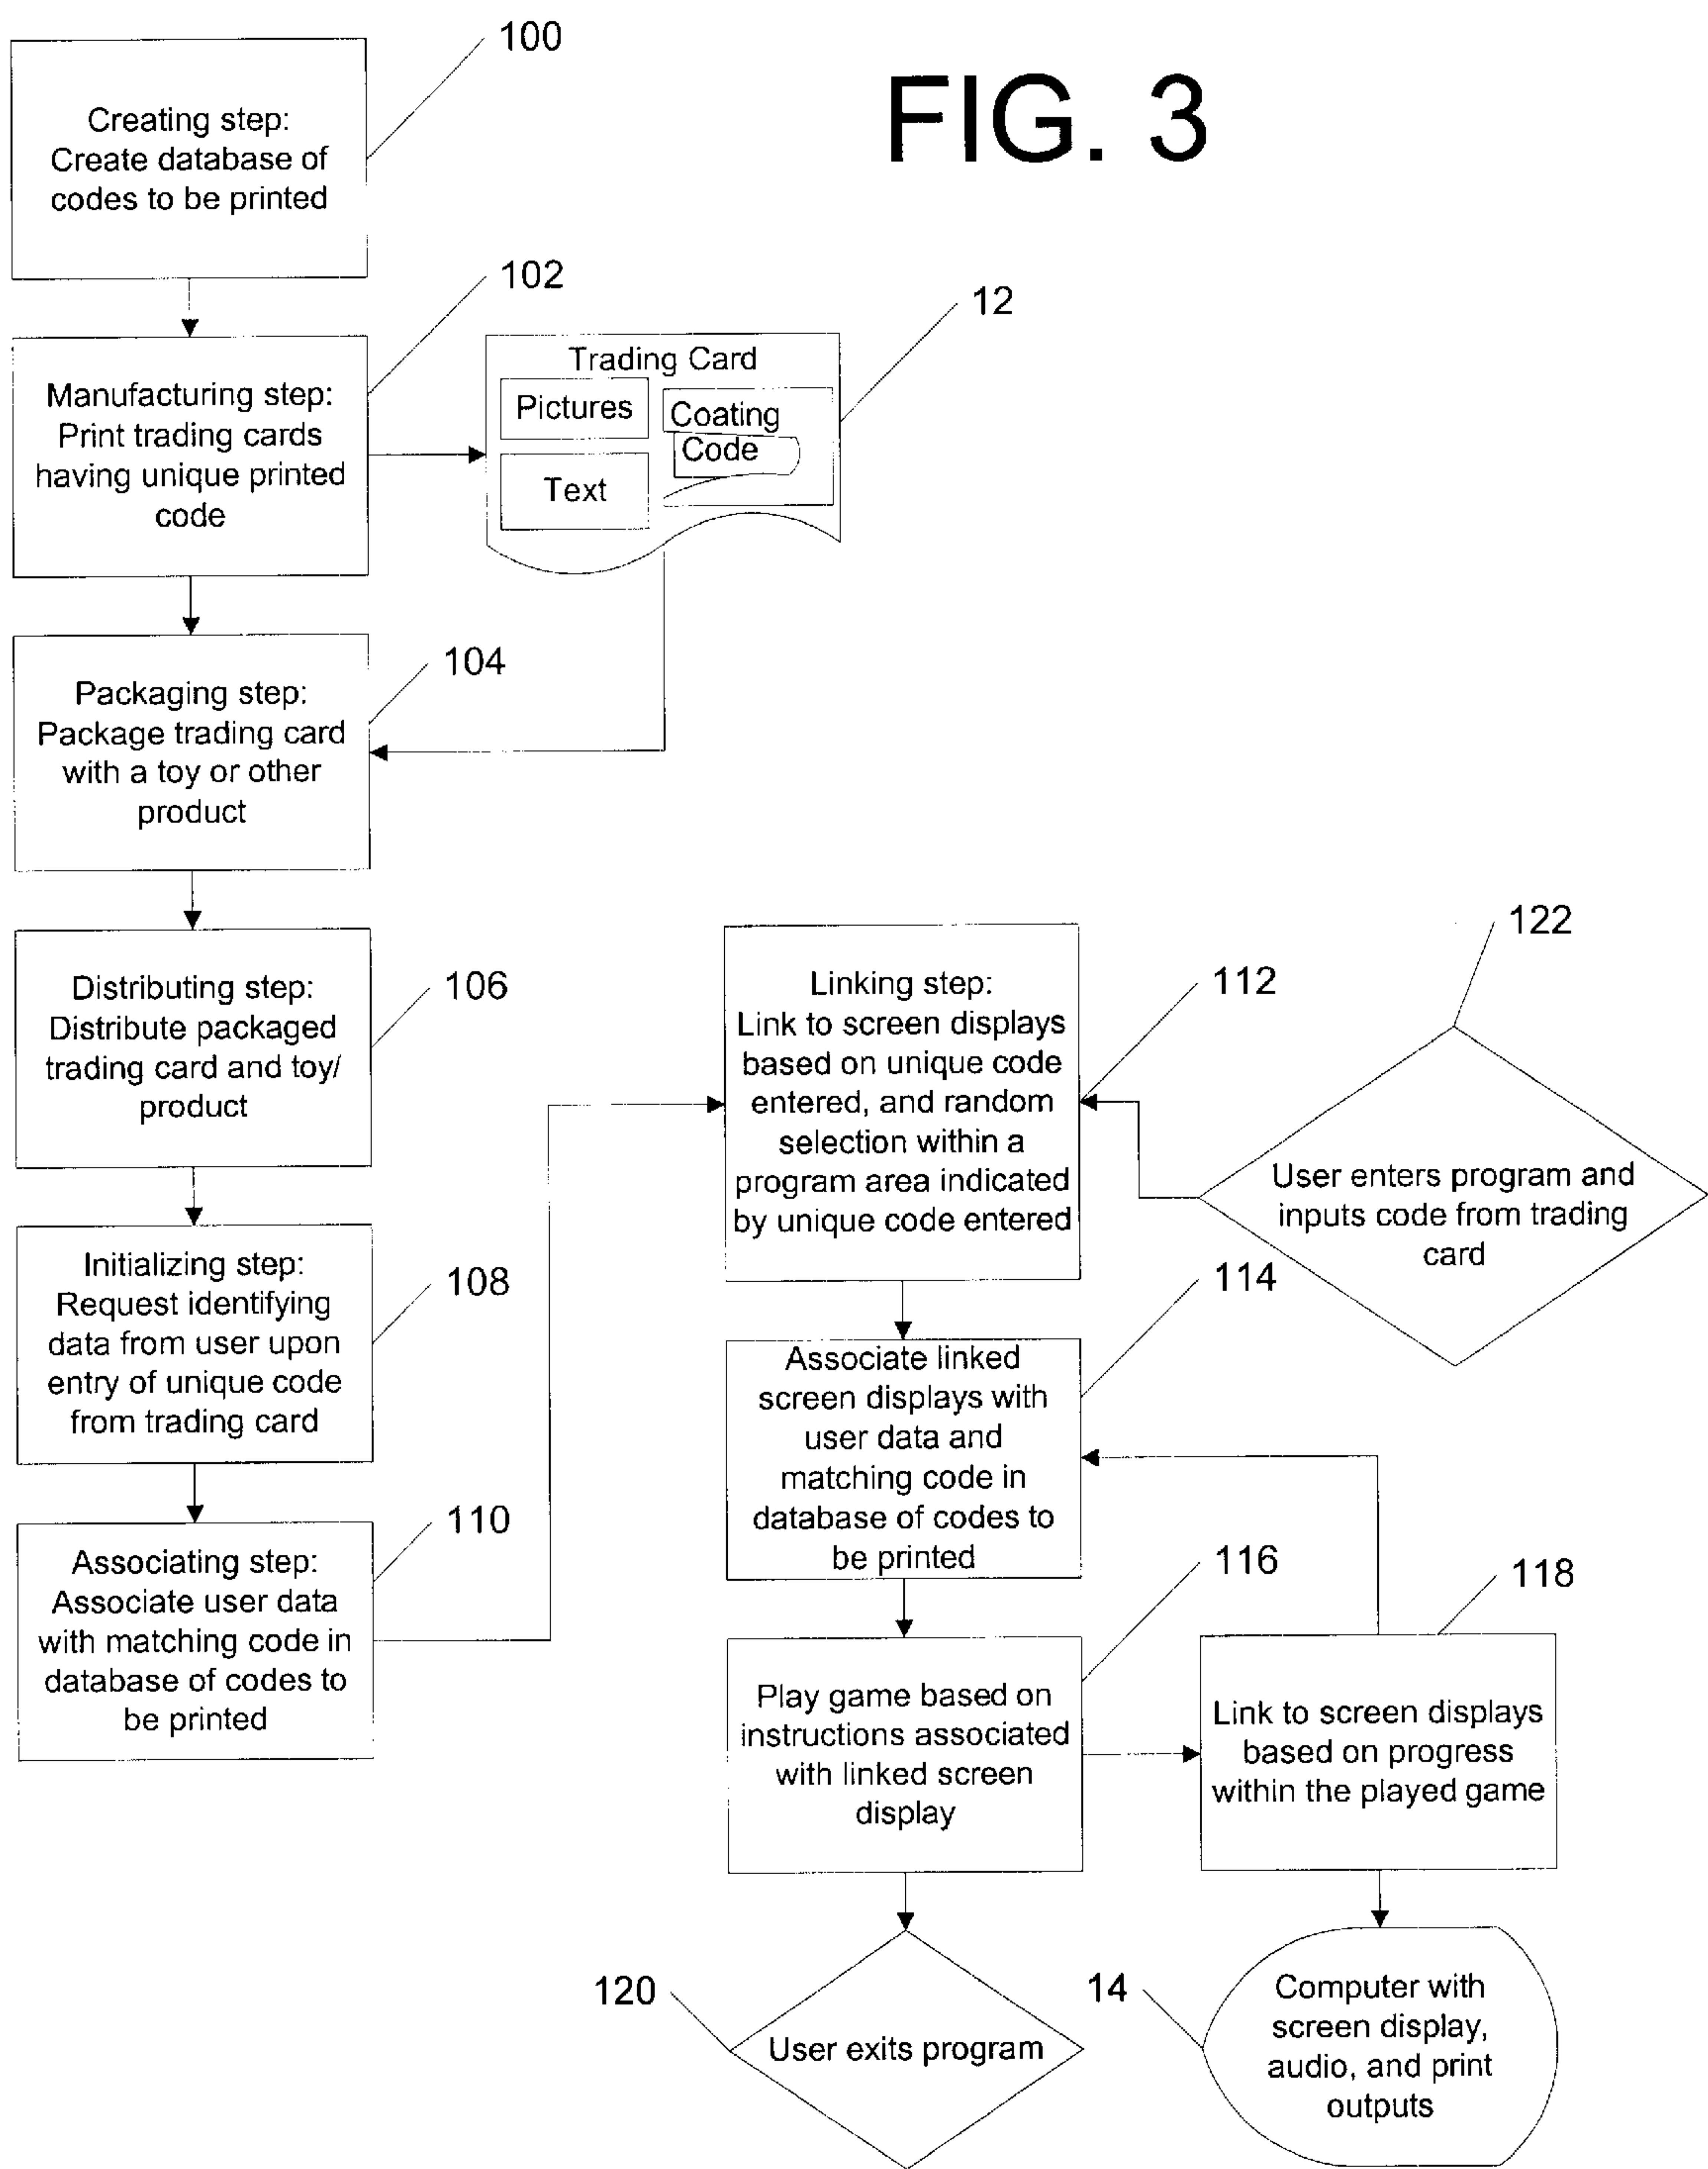 FIG. 3
100
Creating step:
Create database of
codes to be printed
102
Manufacturing step:
Print trading cards
having unique printed
code
12
Trading Card
Pictures
Coating
Code
Text
104
Packaging step:
Package trading card
with a toy or other
product
106
Distributing step:
Distribute packaged
trading card and toy/
product
108
Initializing step:
Request identifying
data from user upon
entry of unique code
from trading card
110
Associating step:
Associate user data
with matching code in
database of codes to
be printed
112
Linking step:
Link to screen displays
based on unique code
entered, and random
selection within a
program area indicated
by unique code entered
122
User enters program and
inputs code from trading
card
114
Associate linked
screen displays with
user data and
matching code in
database of codes to
be printed
116
Play game based on
instructions associated
with linked screen
display
118
Link to screen displays
based on progress
within the played game
120
User exits program
14
Computer with
screen display,
audio, and print
outputs